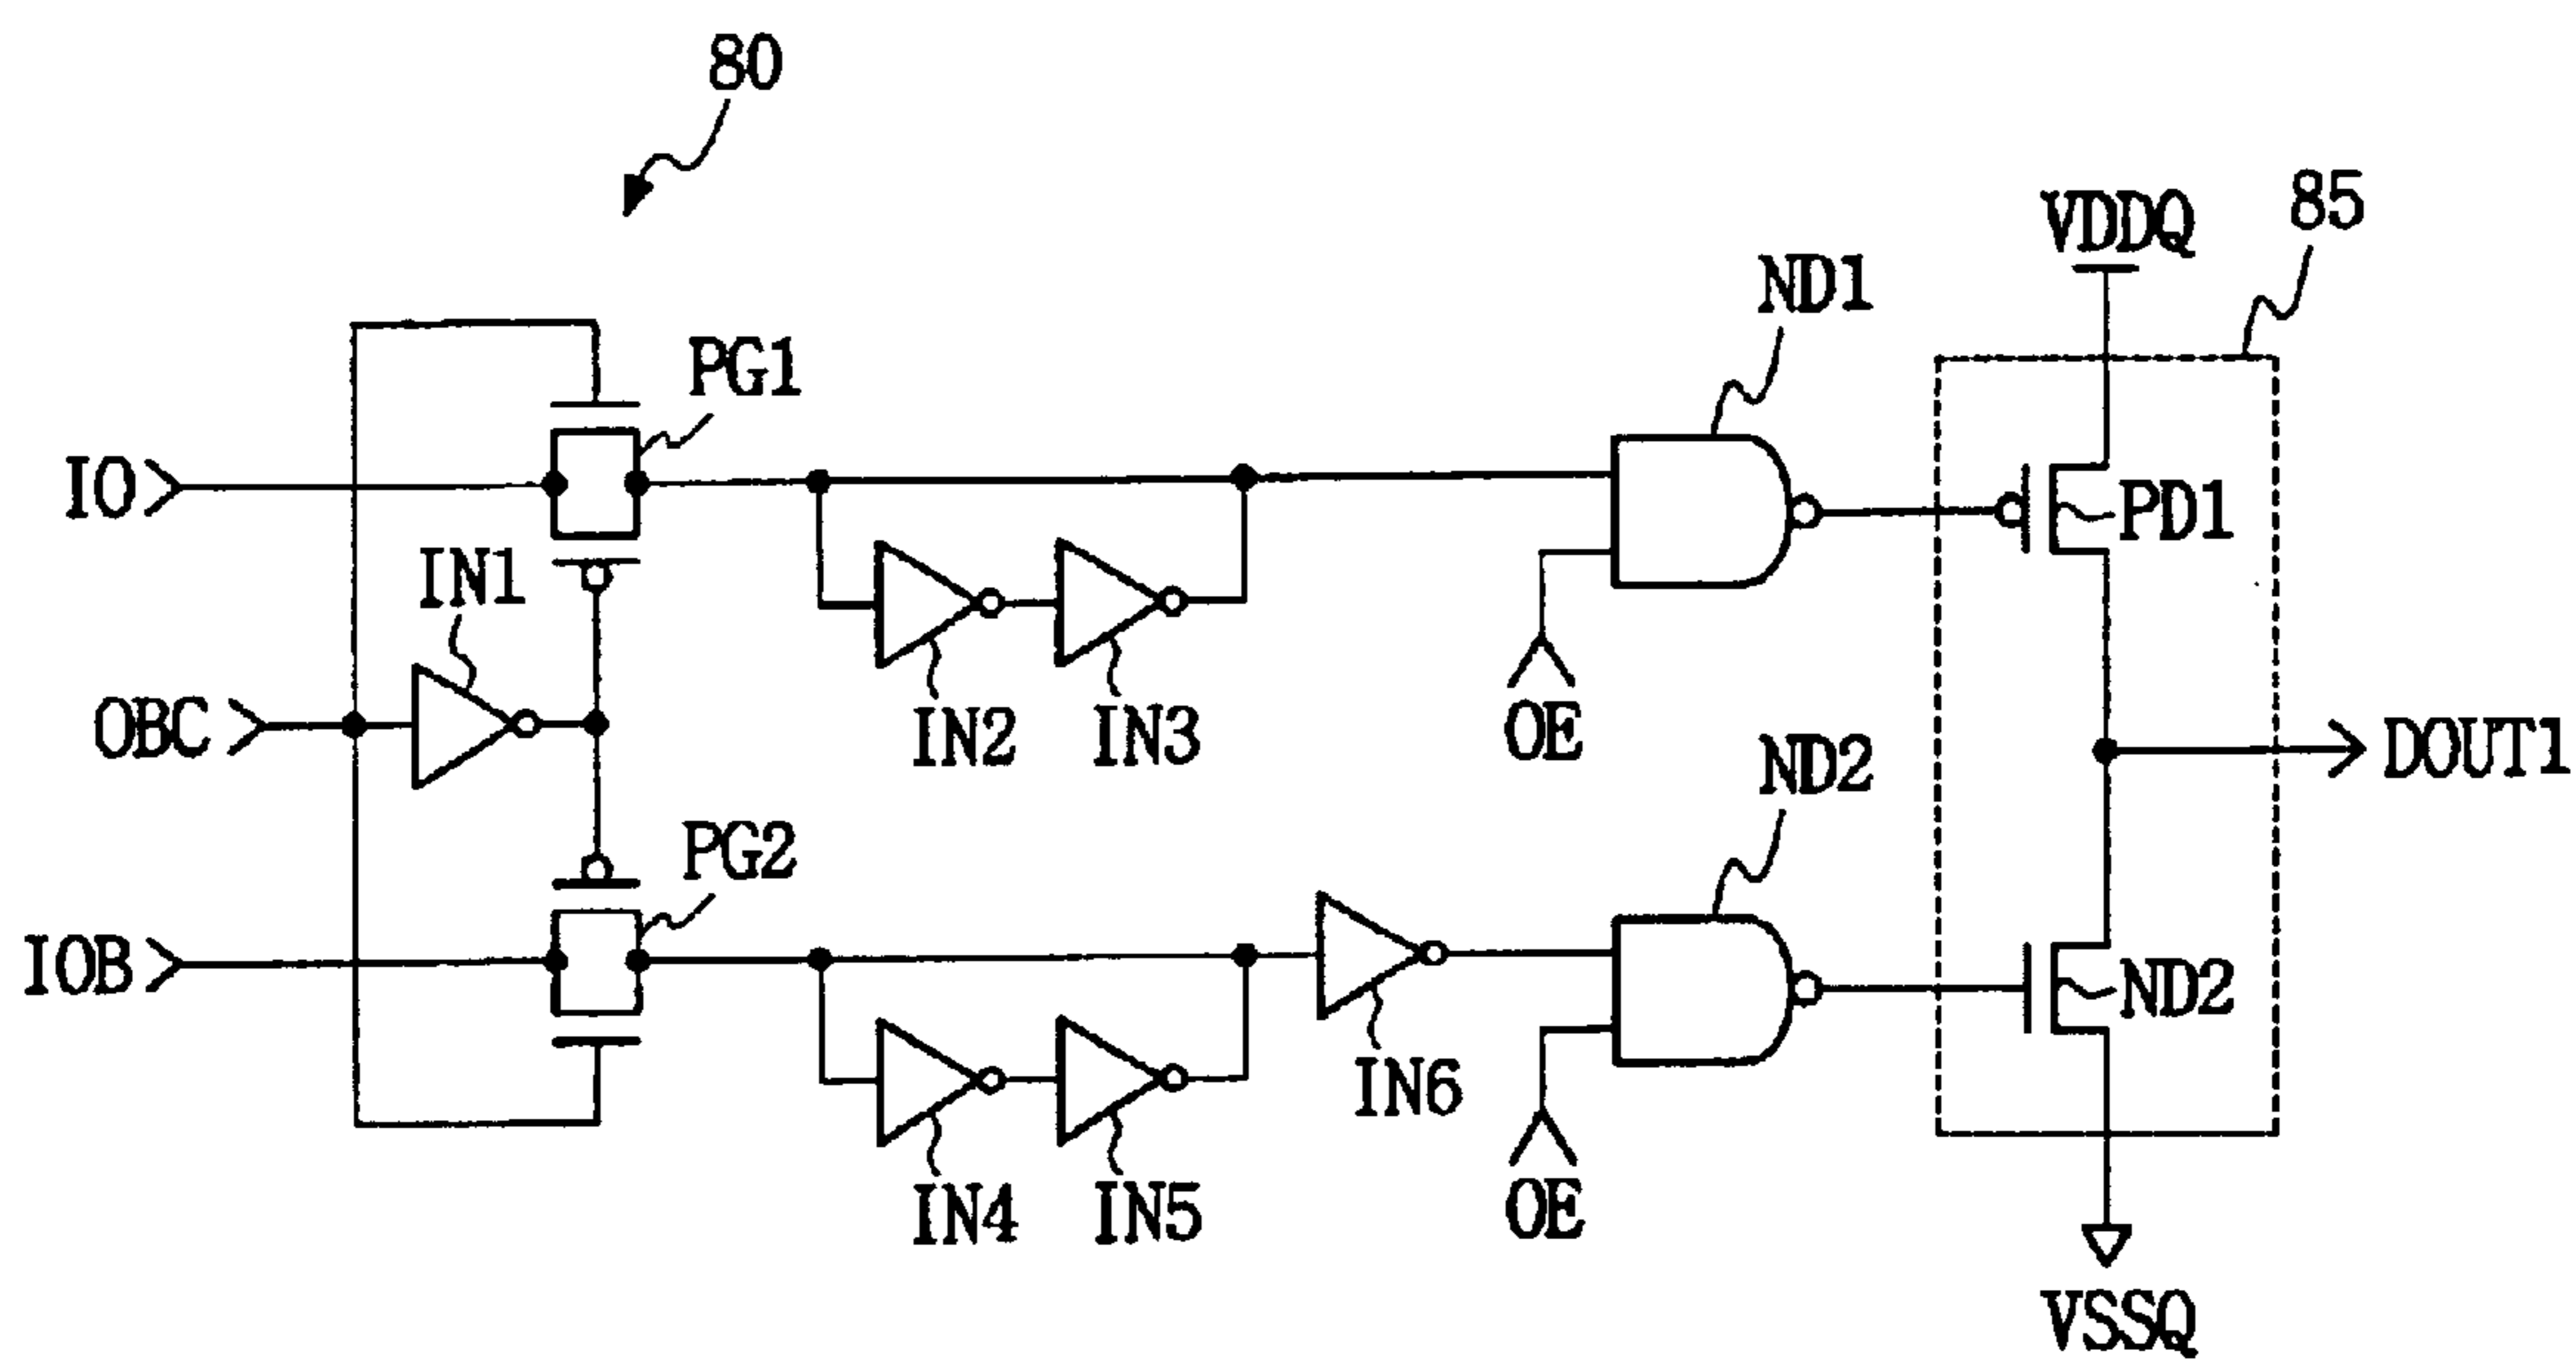 80
VDDQ
85
ND1
PG1
IO
PD1
IN1
OBC
IN2
IN3
OE
DOUT1
ND2
PG2
IOB
ND2
IN6
IN4
IN5
OE
VSSQ